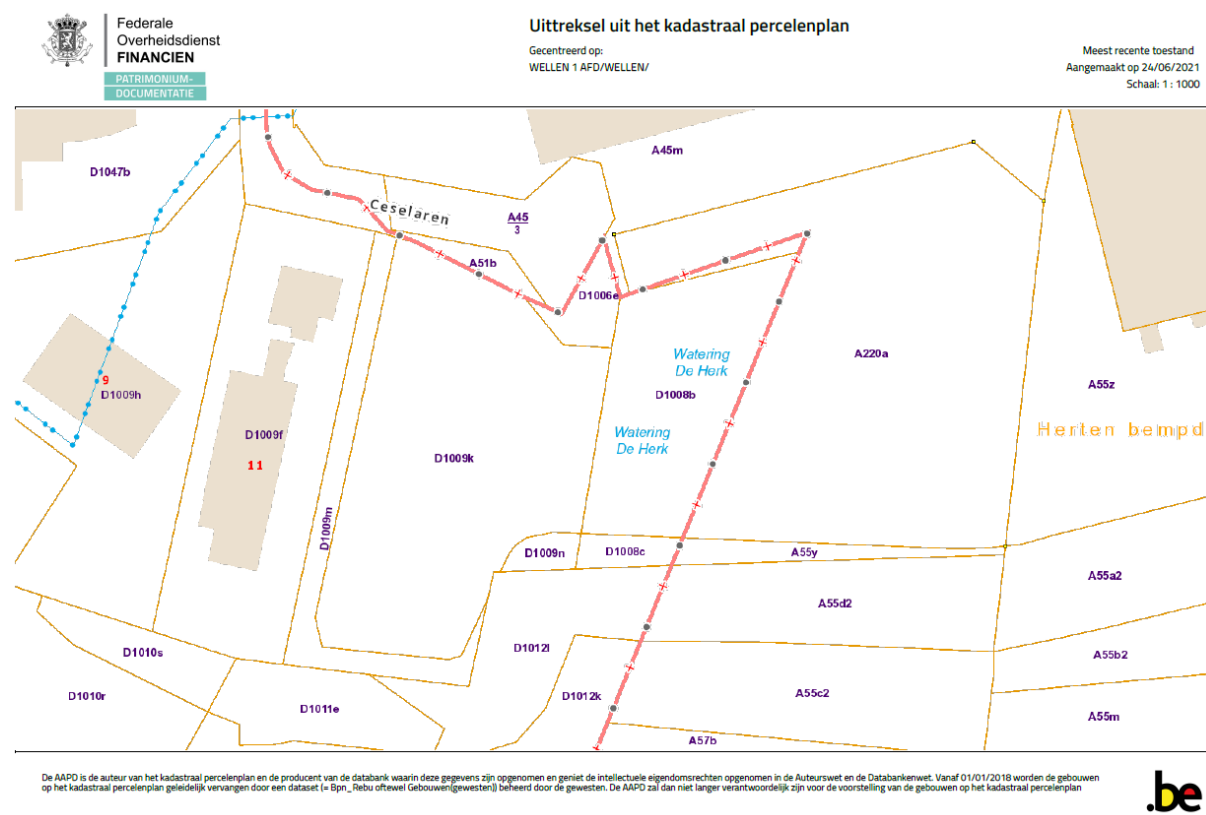 Federale
Overheidsdienst
FINANCIEN
PATRIMONIUM-
DOCUMENTATIE
Uittreksel uit het kadastraal percelenplan
Gecentreerd op:
WELLEN 1 AFD/WELLEN/
Meest recente toestand
Aangemaakt op 24/06/2021
Schaal: 1 : 1000
D1047b
A45m
Ceselaren
A45
3
A51b
D1006e
Watering
De Herk
A220a
9
D1009h
D1008b
A55z
Watering
De Herk
Herten bempd
D1009f
11
D1009k
D1009m
D1009n
D1008c
A55y
A55a2
A55d2
D1010s
D1012l
A55b2
D1010r
D1012k
A55c2
D1011e
A55m
A57b
De AAPD is de auteur van het kadastraal percelenplan en de producent van de databank waarin deze gegevens zijn opgenomen en geniet de intellectuele eigendomsrechten opgenomen in de Auteurswet en de Databankenwet. Vanaf 01/01/2018 worden de gebouwen
op het kadastraal percelenplan geleidelijk vervangen door een dataset (= Bpn_Rebu oftewel Gebouwen(gewesten)) beheerd door de gewesten. De AAPD zal dan niet langer verantwoordelijk zijn voor de voorstelling van de gebouwen op het kadastraal percelenplan
.be